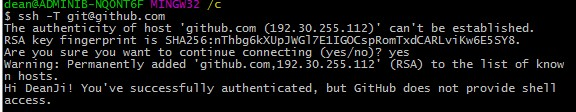 dean@ADMINIB-NQONT6F MINGW32 /c
$ ssh -T git@github.com
The authenticity of host 'github.com (192.30.255.112)' can't be established.
RSA key fingerprint is SHA256:nThbg6kXUpJWGl7E1IGOCspRomTxdCARLviKw6E5SY8.
Are you sure you want to continue connecting (yes/no)? yes
Warning: Permanently added 'github.com,192.30.255.112' (RSA) to the list of know
n hosts.
Hi DeanJi! You've successfully authenticated, but GitHub does not provide shell
access.